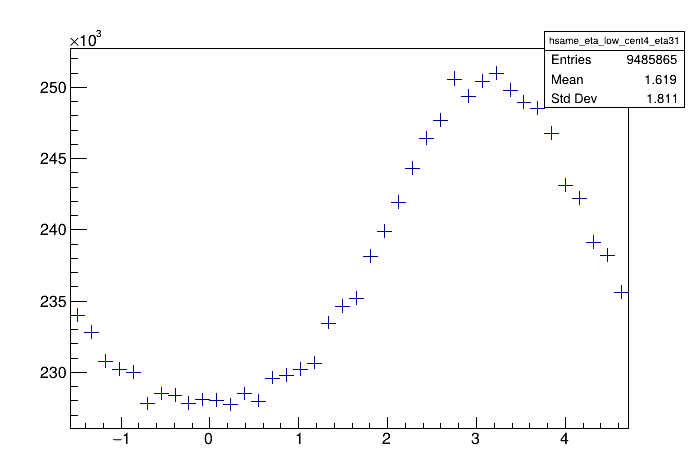 ×10³
hsame_eta_low_cent4_eta31
Entries 9485865
Mean 1.619
Std Dev 1.811
250
245
240
235
230
−1 0 1 2 3 4